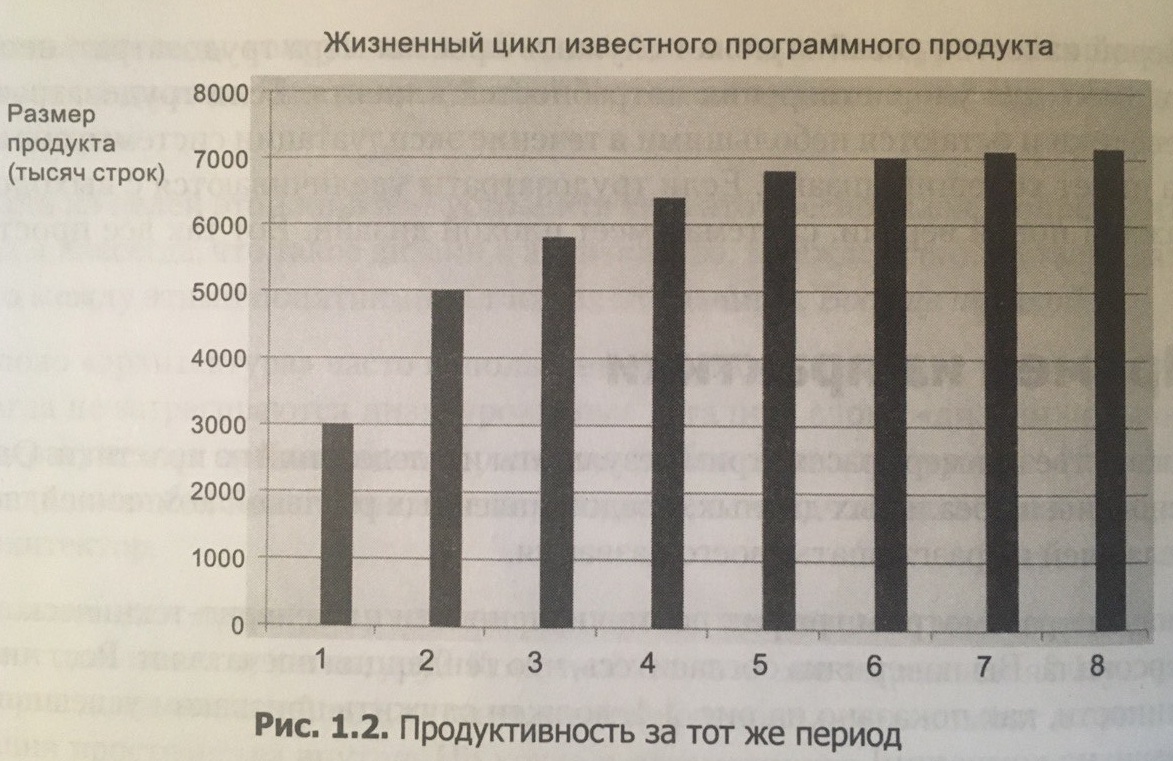 Жизненный цикл известного программного продукта
Размер
продукта
(тысяч строк)
8000
7000
6000
5000
4000
3000
2000
1000
0
1 2 3 4 5 6 7 8
Рис. 1.2. Продуктивность за тот же период